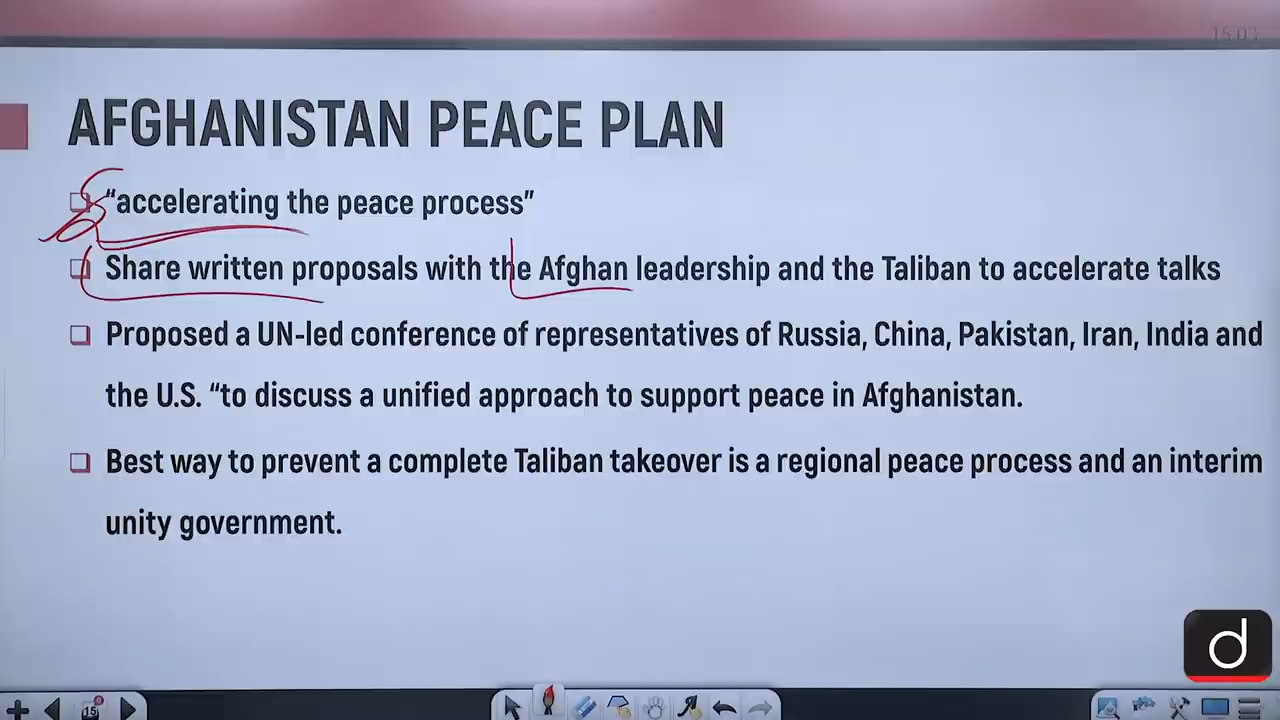 15:03
AFGHANISTAN PEACE PLAN
"accelerating the peace process"
Share written proposals with the Afghan leadership and the Taliban to accelerate talks
Proposed a UN-led conference of representatives of Russia, China, Pakistan, Iran, India and
the U.S. "to discuss a unified approach to support peace in Afghanistan.
Best way to prevent a complete Taliban takeover is a regional peace process and an interim
unity government.
d
15